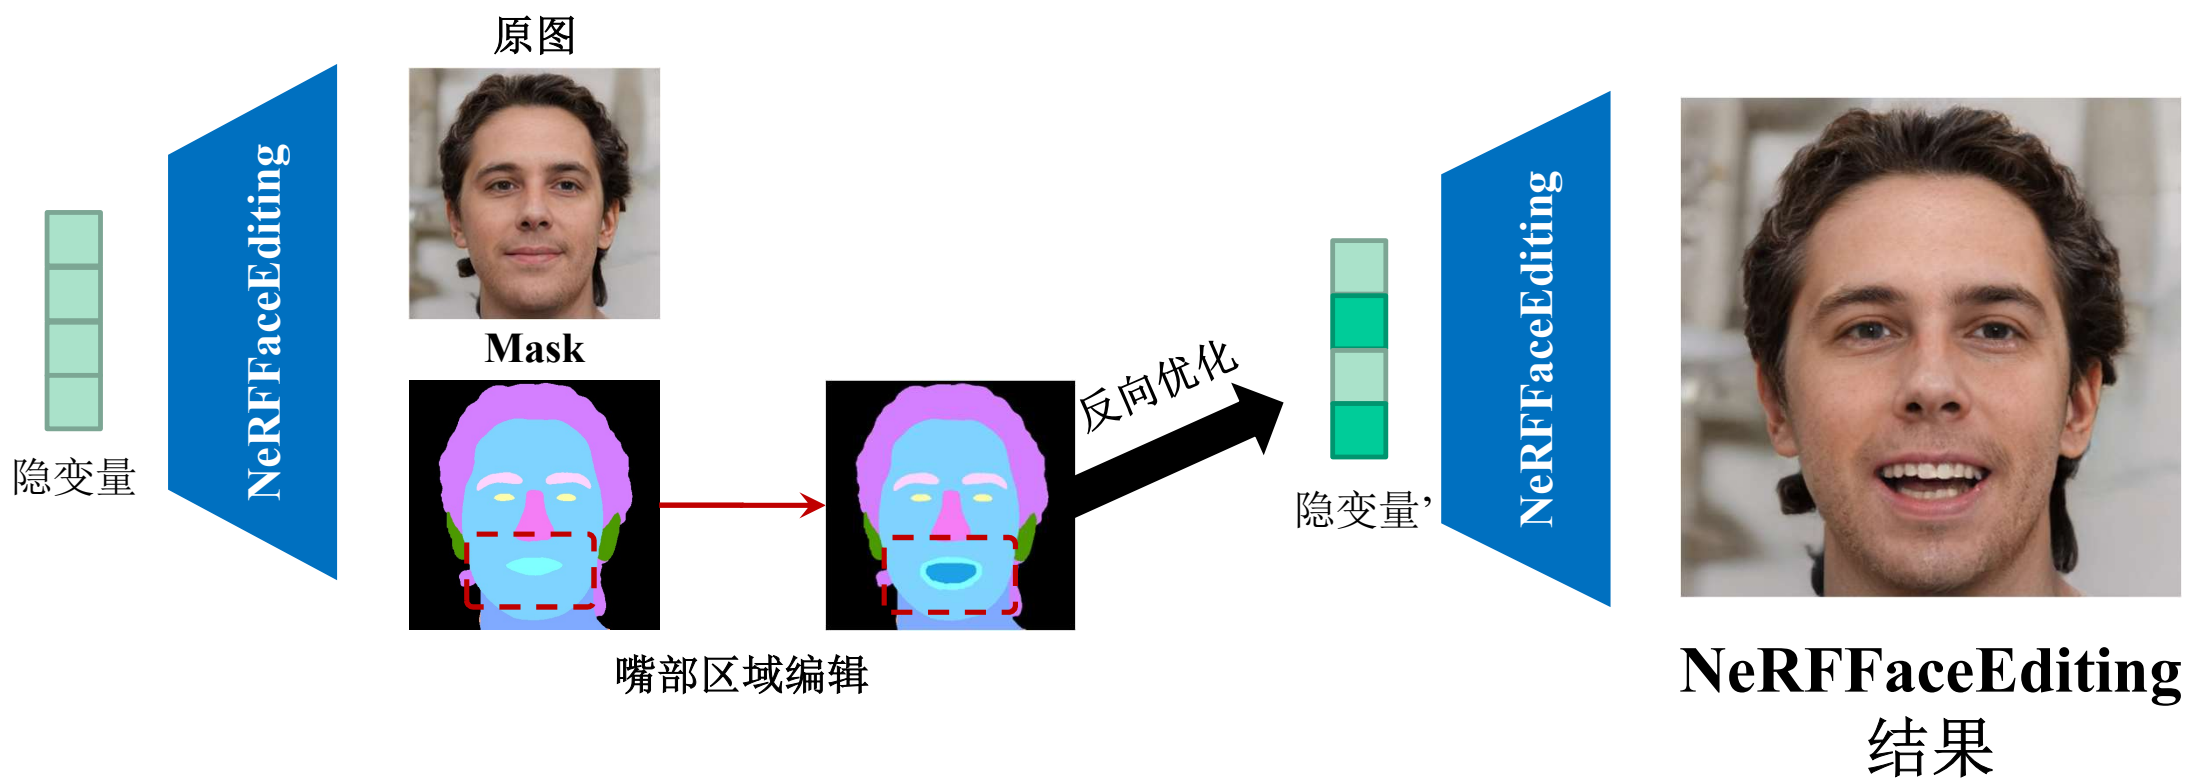 隐变量
NeRFFaceEditing
原图
Mask
嘴部区域编辑
反向优化
隐变量’
NeRFFaceEditing
NeRFFaceEditing
结果